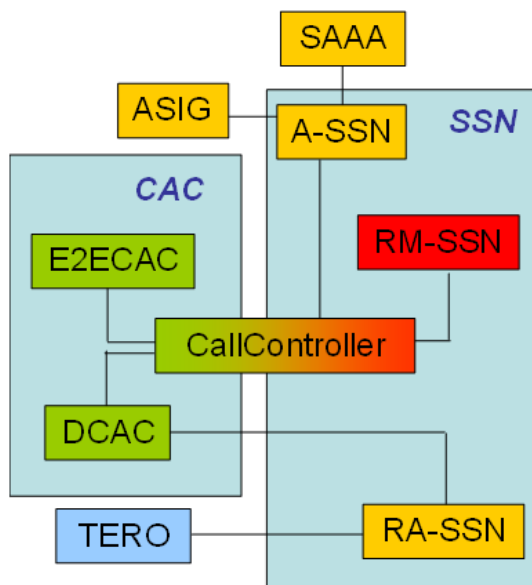 SAAA
ASIG
A-SSN
SSN
CAC
E2ECAC
RM-SSN
CallController
DCAC
TERO
RA-SSN